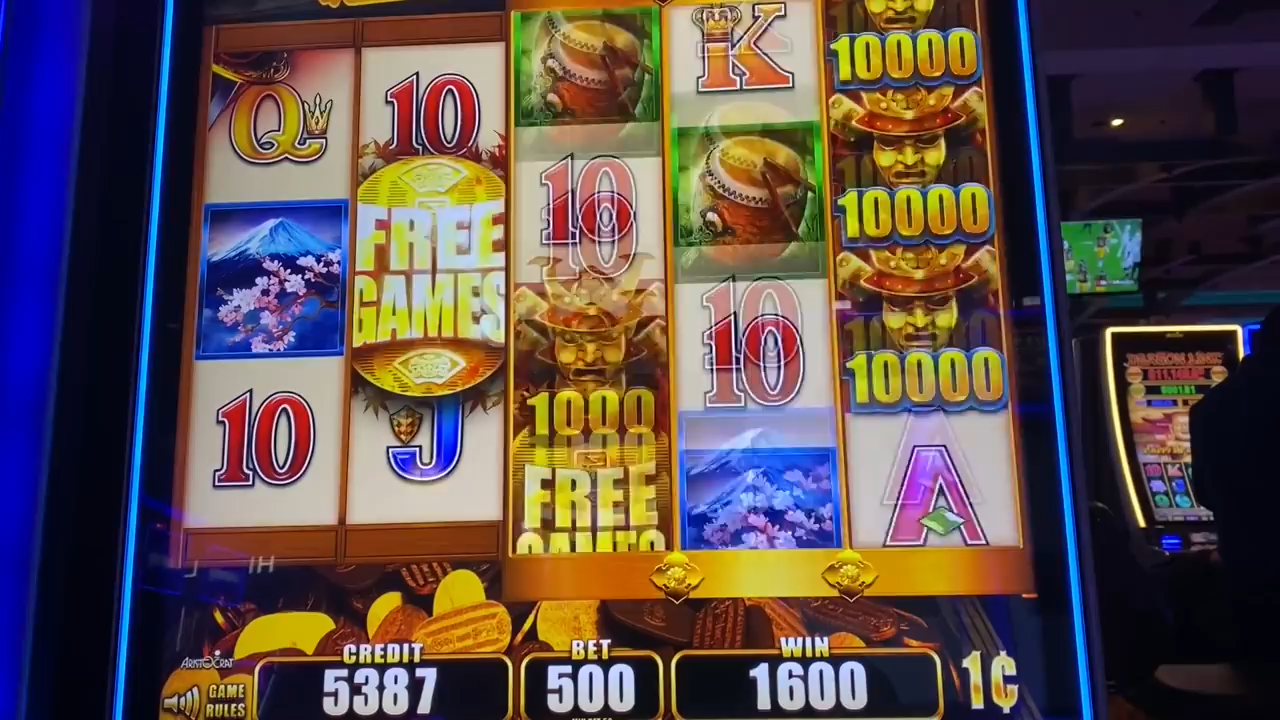 Q
10
K
10000
10
10000
FREE
GAMES
10
10000
1000
10
J
FREE
GAMES
A
CREDIT
BET
WIN
5387
500
1600
1¢
ARISTOCRAT
GAME
RULES